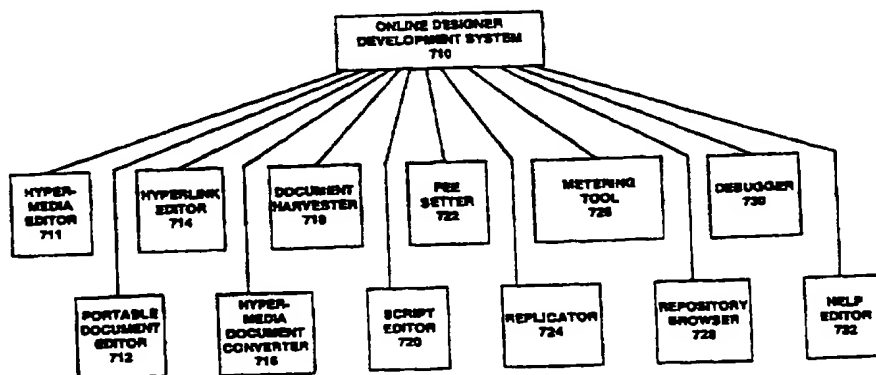 ONLINE DESIGNER
DEVELOPMENT SYSTEM
710
HYPER-
MEDIA
EDITOR
711
HYPERLINK
EDITOR
714
DOCUMENT
HARVESTER
718
FEE
SETTER
722
METERING
TOOL
726
DEBUGGER
730
PORTABLE
DOCUMENT
EDITOR
712
HYPER-
MEDIA
DOCUMENT
CONVERTER
716
SCRIPT
EDITOR
720
REPLICATOR
724
REPOSITORY
BROWSER
728
HELP
EDITOR
732